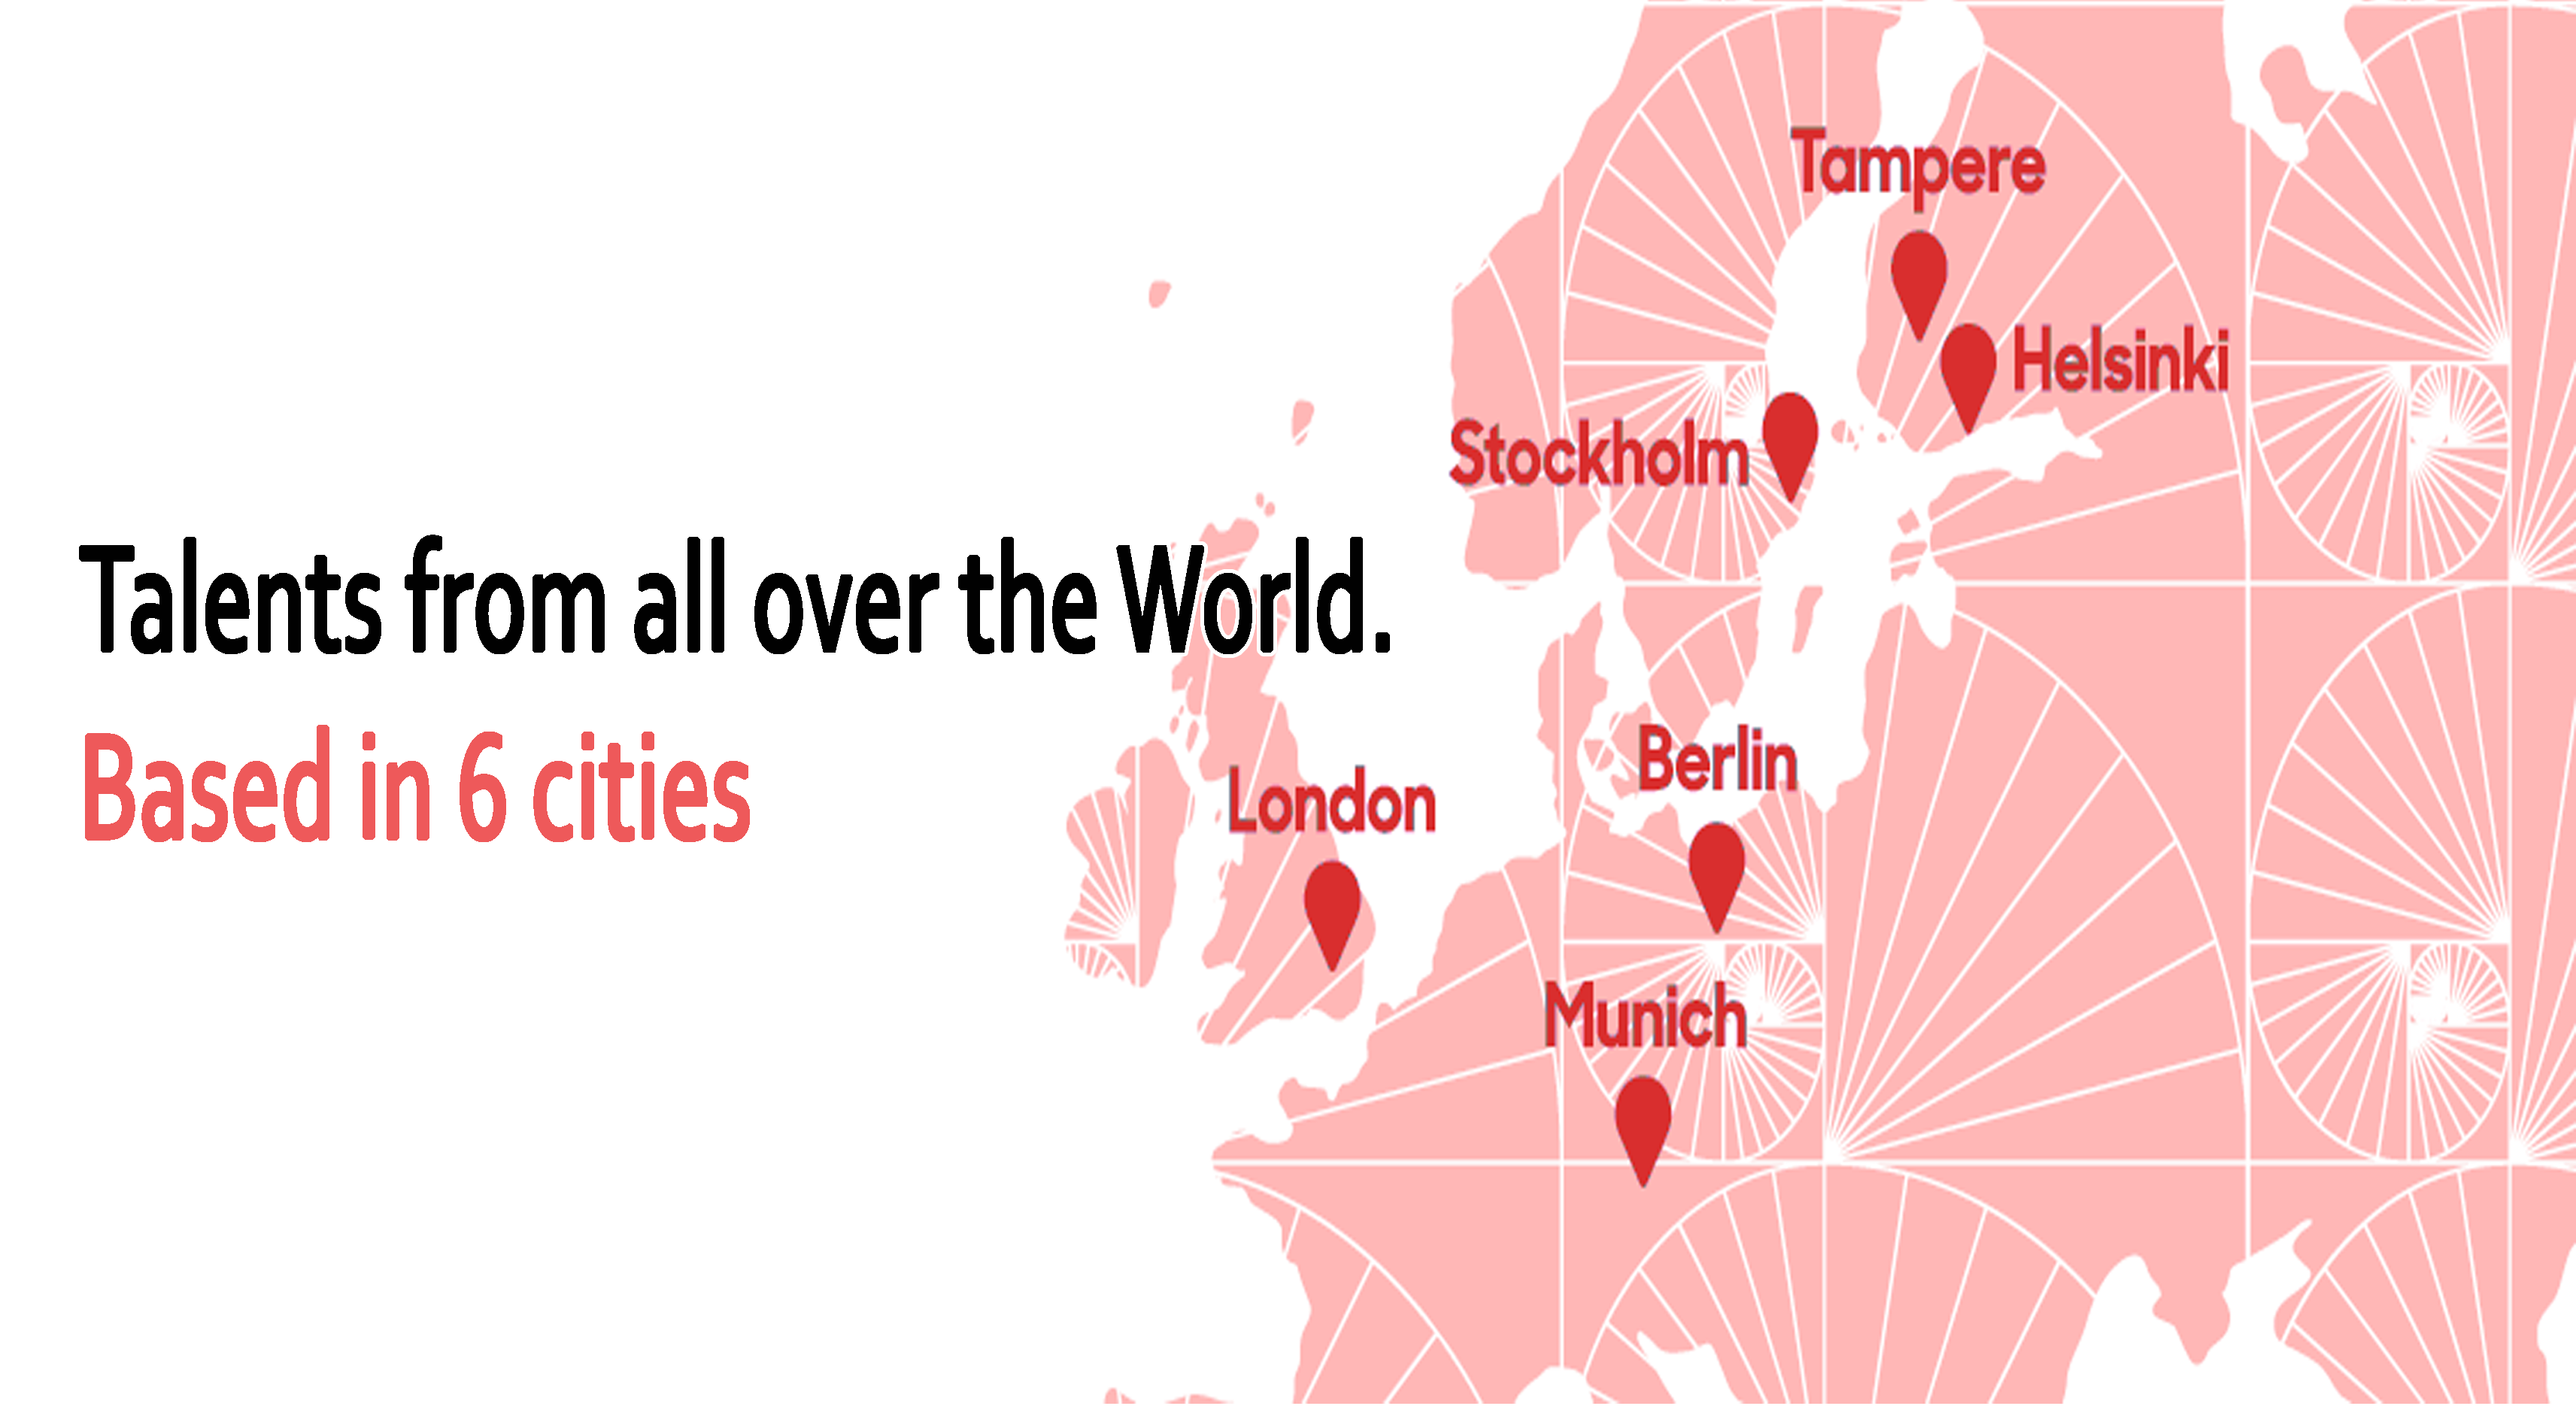 Talents from all over the World.
Based in 6 cities
Tampere
Helsinki
Stockholm
Berlin
London
Munich